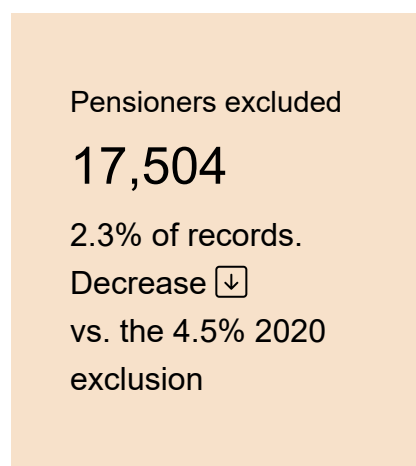 Pensioners excluded
17,504
2.3% of records.
Decrease
vs. the 4.5% 2020
exclusion